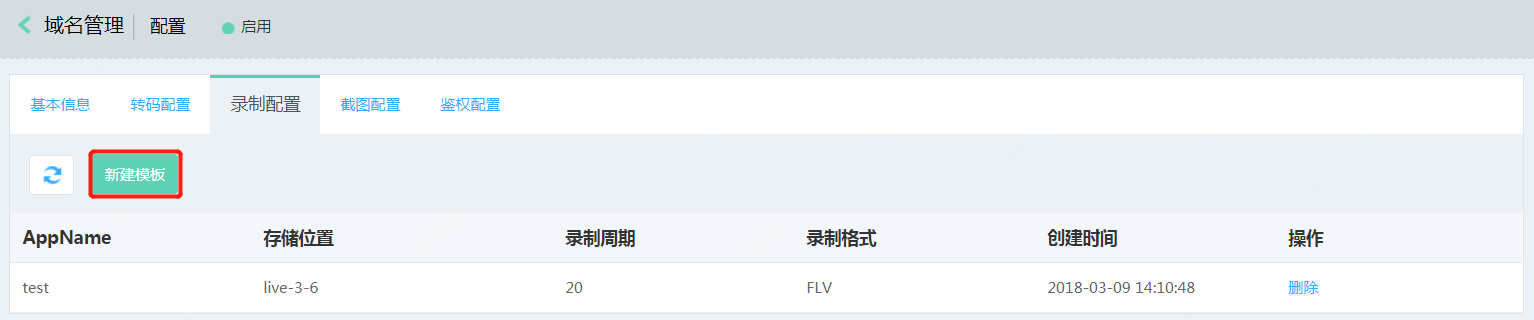 域名管理 配置 启用
基本信息 转码配置 录制配置 截图配置 鉴权配置
新建模板
AppName 存储位置 录制周期 录制格式 创建时间 操作
test live-3-6 20 FLV 2018-03-09 14:10:48 删除